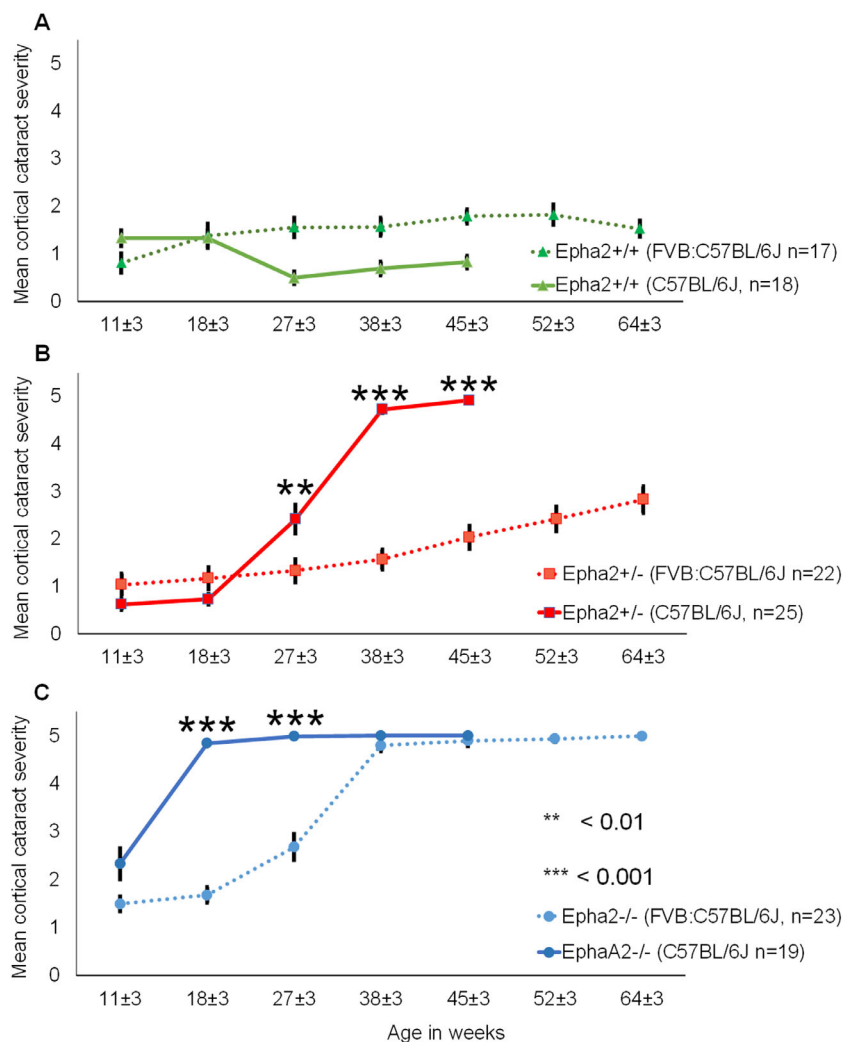 A
Mean cortical cataract severity
5
4
3
2
1
0
Epha2+/+ (FVB:C57BL/6J n=17)
Epha2+/+ (C57BL/6J, n=18)
11±3 18±3 27±3 38±3 45±3 52±3 64±3
B
Mean cortical cataract severity
5
4
3
2
1
0
*** ***
**
Epha2+/- (FVB:C57BL/6J n=22)
Epha2+/- (C57BL/6J, n=25)
11±3 18±3 27±3 38±3 45±3 52±3 64±3
C
Mean cortical cataract severity
5
4
3
2
1
0
*** ***
** < 0.01
*** < 0.001
Epha2-/- (FVB:C57BL/6J, n=23)
EphaA2-/- (C57BL/6J n=19)
11±3 18±3 27±3 38±3 45±3 52±3 64±3
Age in weeks